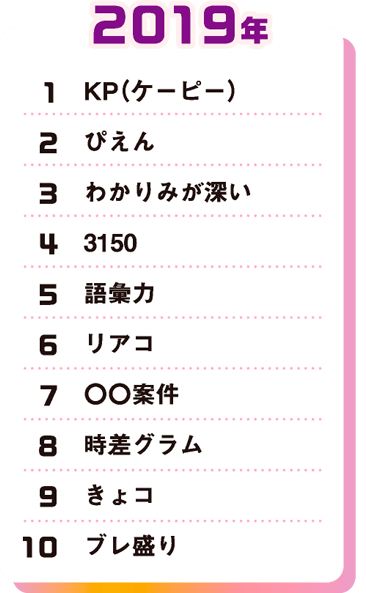 2019年
1 KP(ケーピー)
2 ぴえん
3 わかりみが深い
4 3150
5 語彙力
6 リアコ
7 〇〇案件
8 時差グラム
9 きょコ
10 ブレ盛り